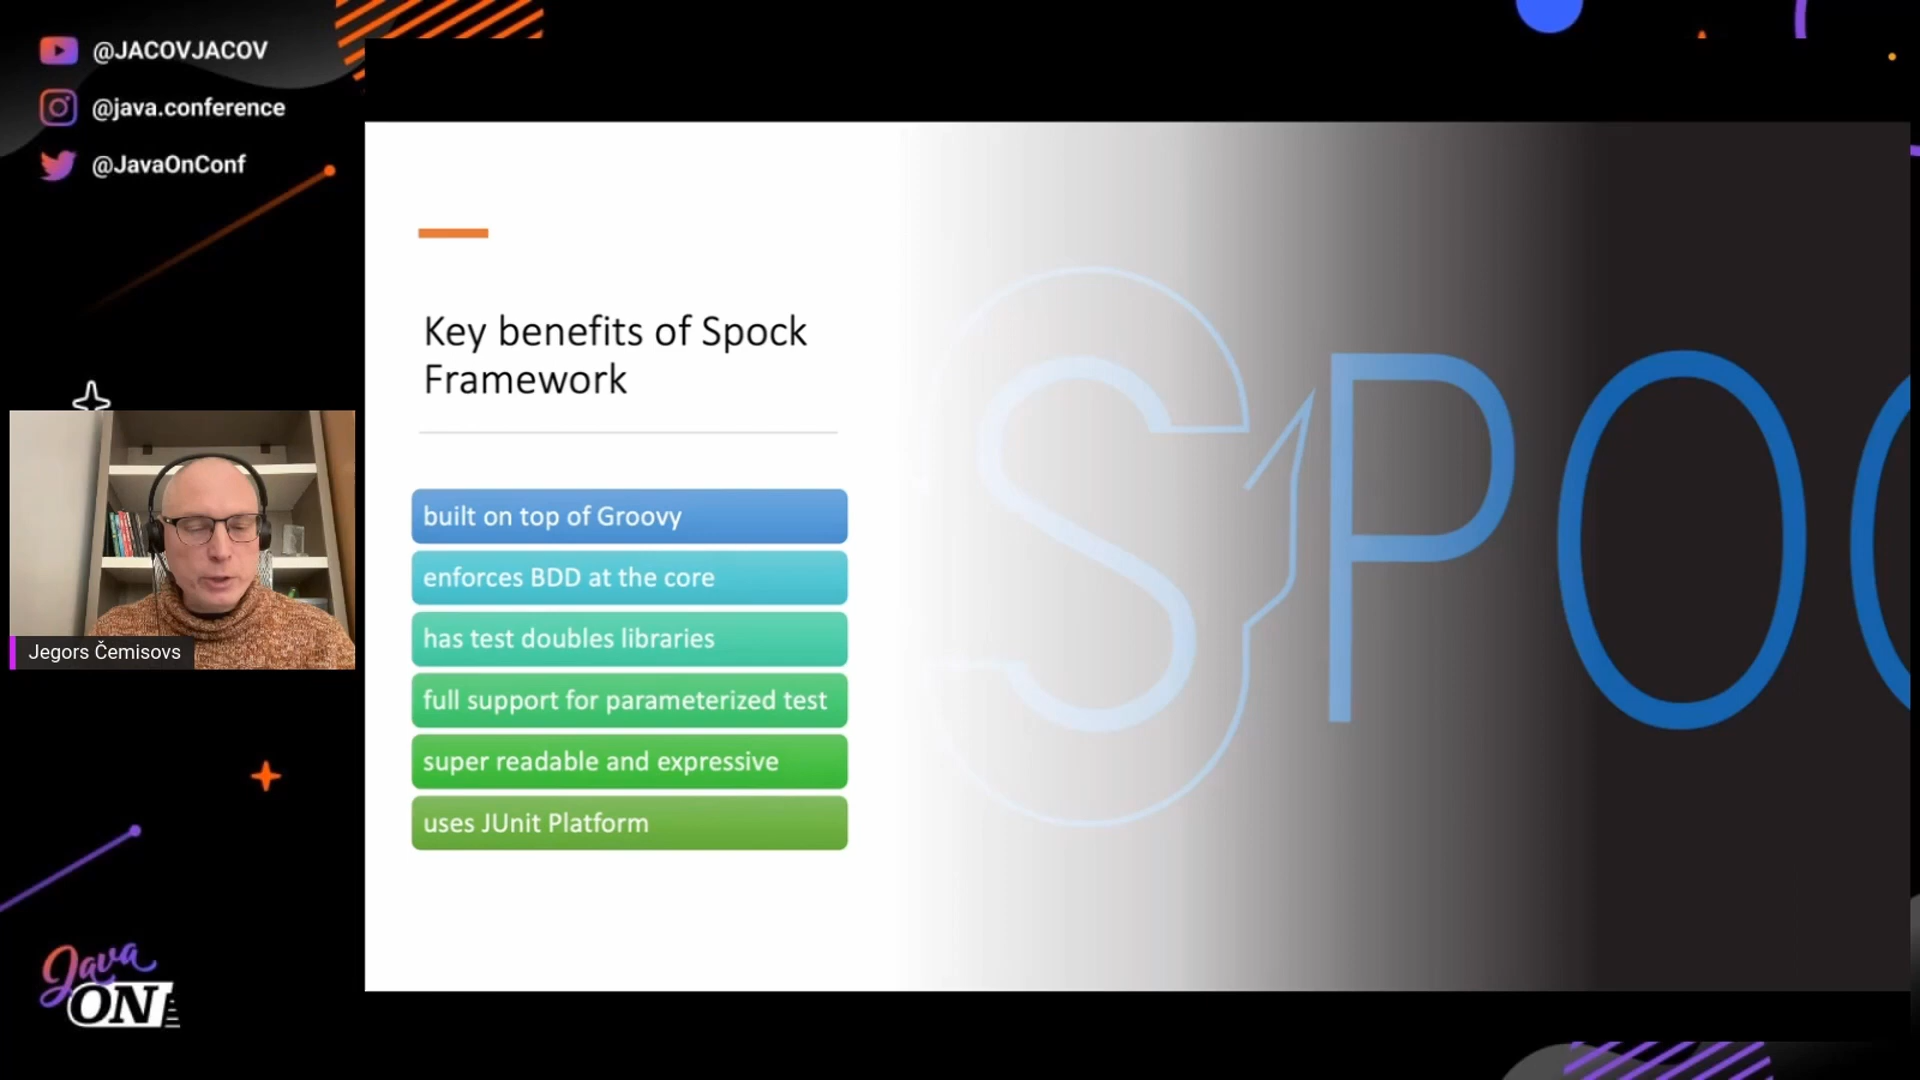 @JACOVJACOV
@java.conference
@JavaOnConf
Key benefits of Spock
Framework
built on top of Groovy
enforces BDD at the core
has test doubles libraries
full support for parameterized test
super readable and expressive
uses JUnit Platform
SPOC
Jegors Čemisovs
Java
ON